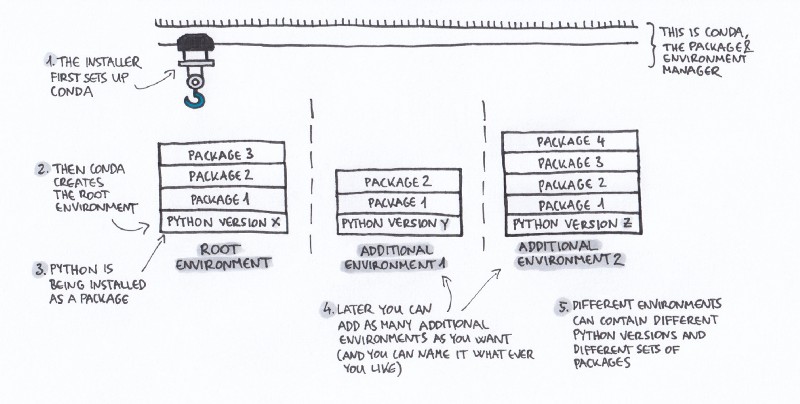 1. THE INSTALLER
FIRST SETS UP
CONDA
THIS IS CONDA,
THE PACKAGE &
ENVIRONMENT
MANAGER
2. THEN CONDA
CREATES
THE ROOT
ENVIRONMENT
3. PYTHON IS
BEING INSTALLED
AS A PACKAGE
PACKAGE 3
PACKAGE 2
PACKAGE 1
PYTHON VERSION X
ROOT
ENVIRONMENT
PACKAGE 2
PACKAGE 1
PYTHON VERSION Y
ADDITIONAL
ENVIRONMENT 1
PACKAGE 4
PACKAGE 3
PACKAGE 2
PACKAGE 1
PYTHON VERSION Z
ADDITIONAL
ENVIRONMENT 2
4. LATER YOU CAN
ADD AS MANY ADDITIONAL
ENVIRONMENTS AS YOU WANT
(AND YOU CAN NAME IT WHAT EVER
YOU LIKE)
5. DIFFERENT ENVIRONMENTS
CAN CONTAIN DIFFERENT
PYTHON VERSIONS AND
DIFFERENT SETS OF
PACKAGES